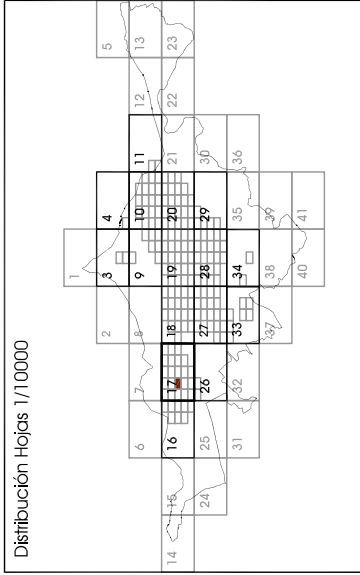 Distribución Hojas 1/10000
1
2 3 4 5
6 7 8 9 10 11 12 13
14 15 16 17 18 19 20 21 22 23
24 25 26 27 28 29 30
31 32 33 34 35 36
37 38 39
40 41